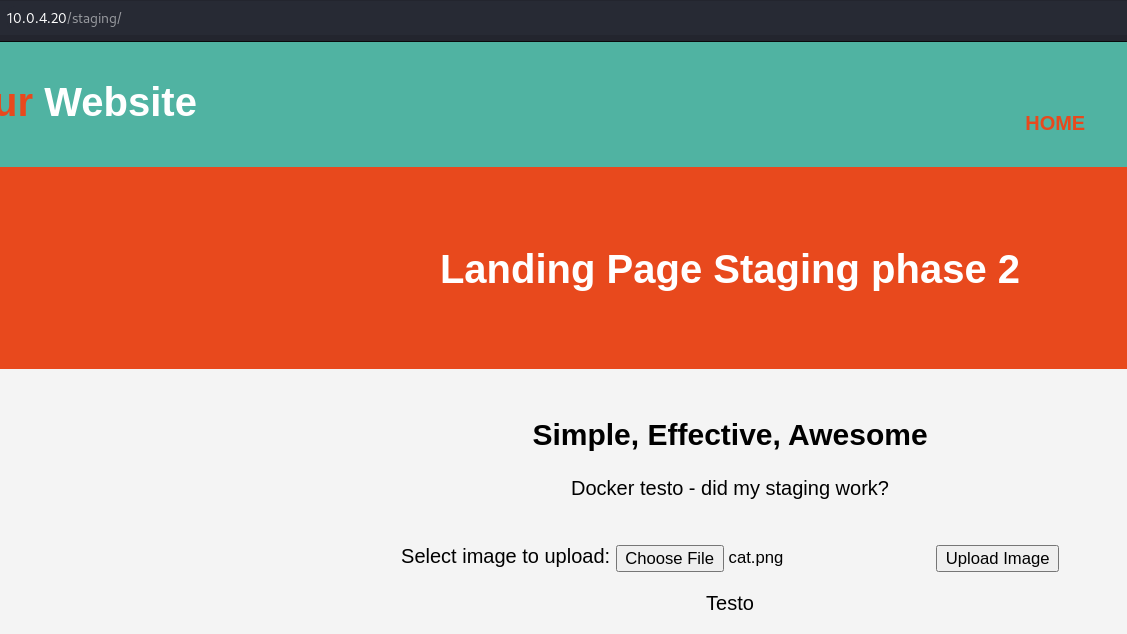 10.0.4.20/staging/
ur Website
HOME
Landing Page Staging phase 2
Simple, Effective, Awesome
Docker testo - did my staging work?
Select image to upload: Choose File cat.png Upload Image
Testo